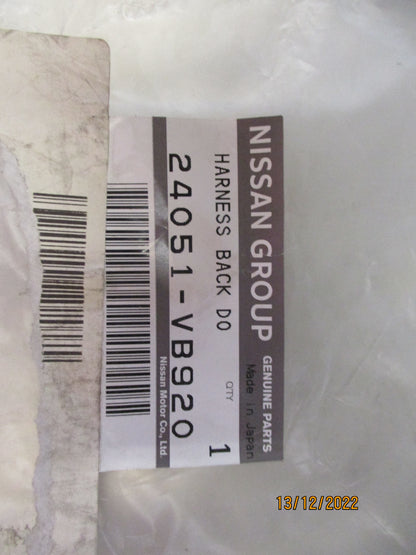 NISSAN GROUP GENUINE PARTS
Made in Japan
HARNESS BACK DO QTY 1
24051-VB920
Nissan Motor Co., Ltd.
13/12/2022